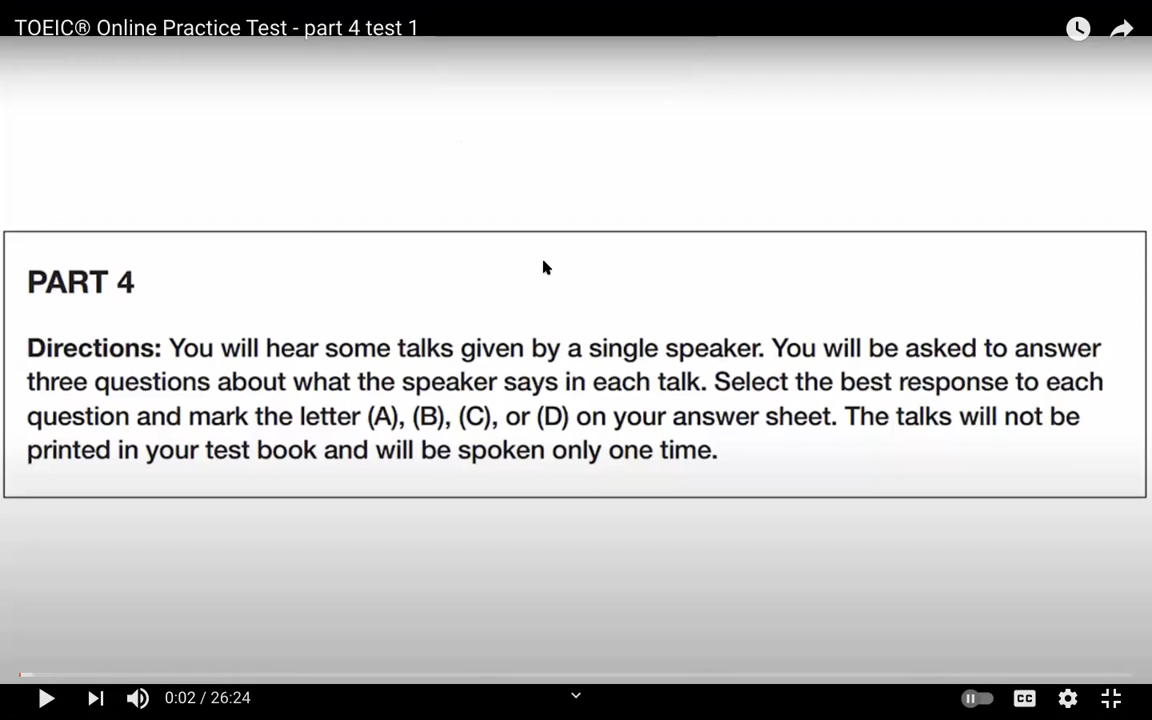 TOEIC® Online Practice Test - part 4 test 1
PART 4
Directions: You will hear some talks given by a single speaker. You will be asked to answer
three questions about what the speaker says in each talk. Select the best response to each
question and mark the letter (A), (B), (C), or (D) on your answer sheet. The talks will not be
printed in your test book and will be spoken only one time.
0:02 / 26:24
CC